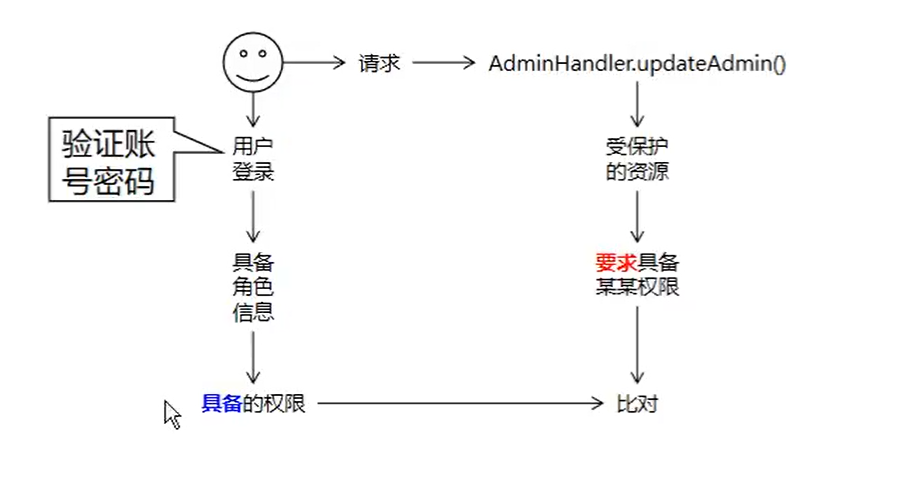 请求
AdminHandler.updateAdmin()
验证账
号密码
用户
登录
受保护
的资源
具备
角色
信息
要求具备
某某权限
具备的权限
比对